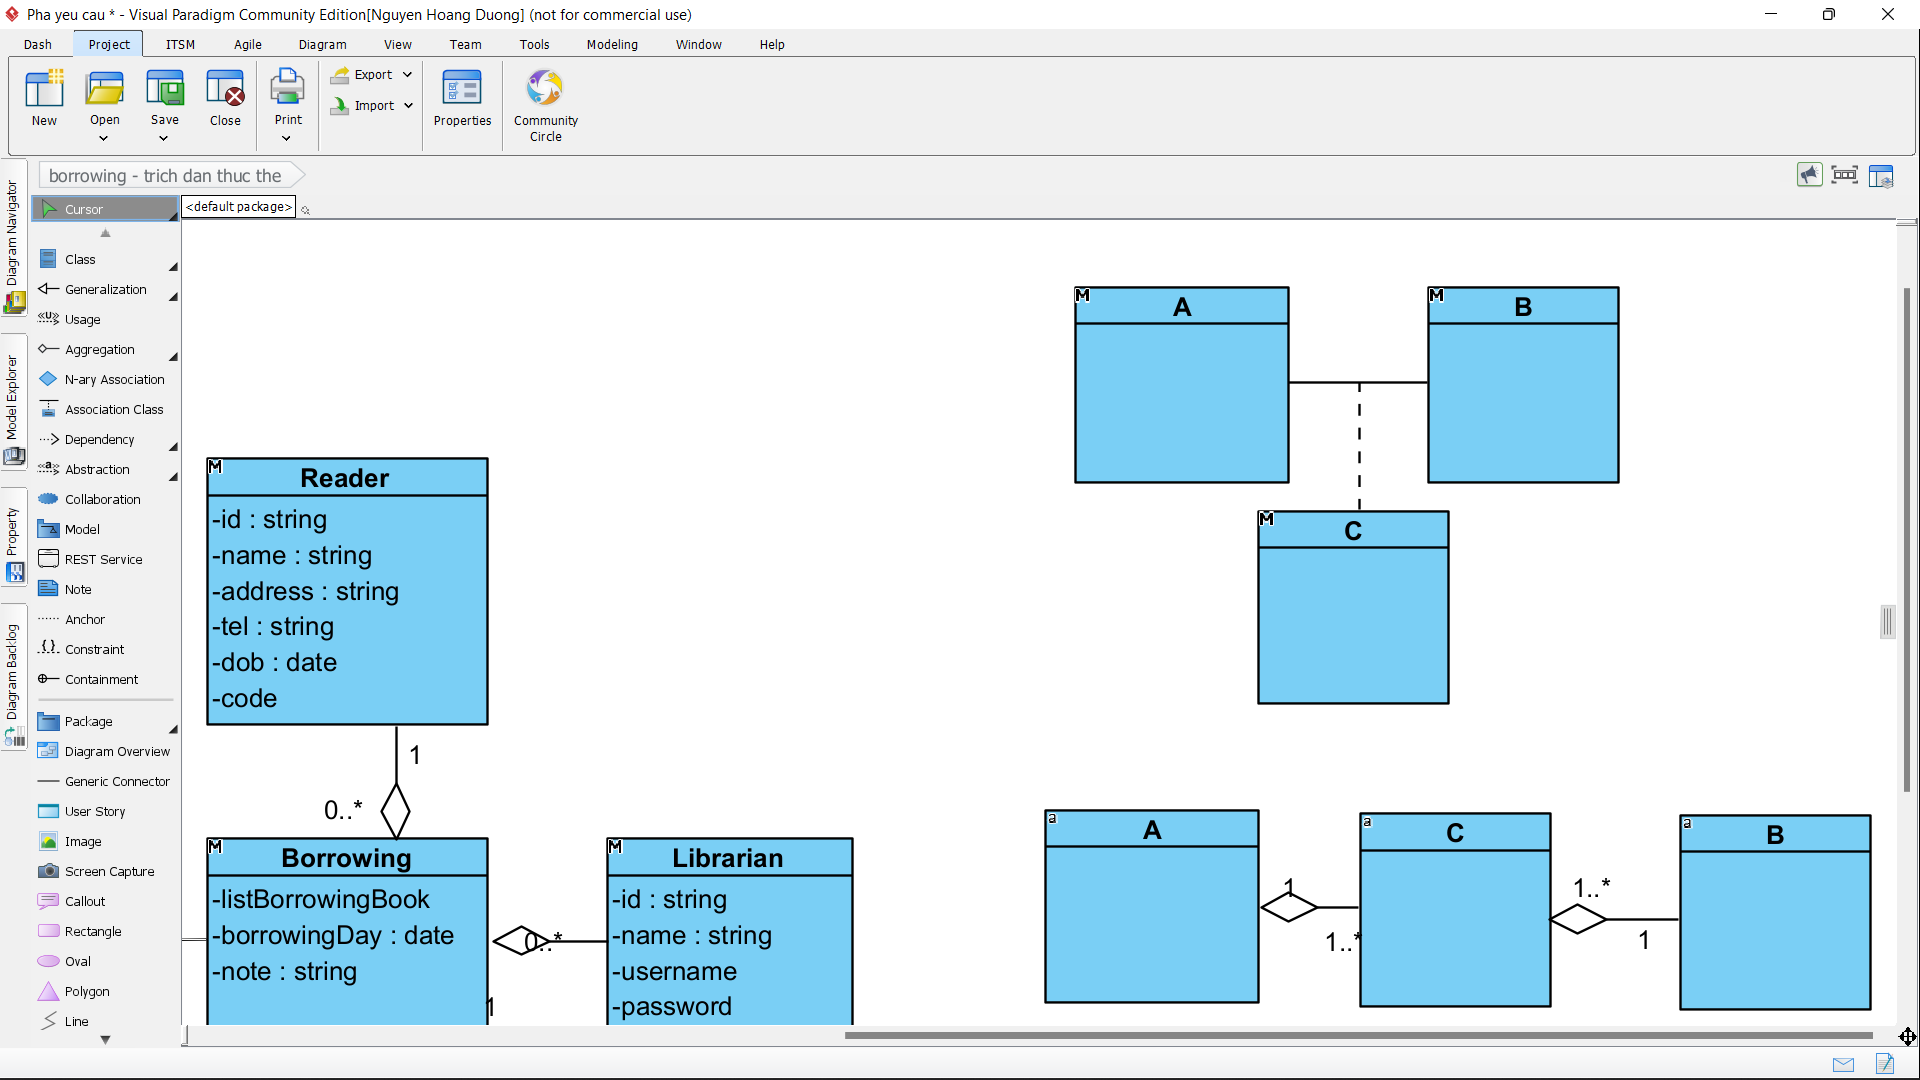 Pha yeu cau * - Visual Paradigm Community Edition[Nguyen Hoang Duong] (not for commercial use)
Dash Project ITSM Agile Diagram View Team Tools Modeling Window Help
New
Open
Save
Close
Print
Export
Import
Properties
Community
Circle
borrowing - trich dan thuc the
Diagram Navigator
Model Explorer
Property
Diagram Backlog
Cursor
<default package>
Class
Generalization
Usage
Aggregation
N-ary Association
Association Class
Dependency
Abstraction
Collaboration
Model
REST Service
Note
Anchor
Constraint
Containment
Package
Diagram Overview
Generic Connector
User Story
Image
Screen Capture
Callout
Rectangle
Oval
Polygon
Line
M
A
M
B
M
C
M
Reader
-id : string
-name : string
-address : string
-tel : string
-dob : date
-code
1
0..*
M
Borrowing
-listBorrowingBook
-borrowingDay : date
-note : string
0..*
1
M
Librarian
-id : string
-name : string
-username
-password
a
A
1
1..*
a
C
1..*
1
a
B